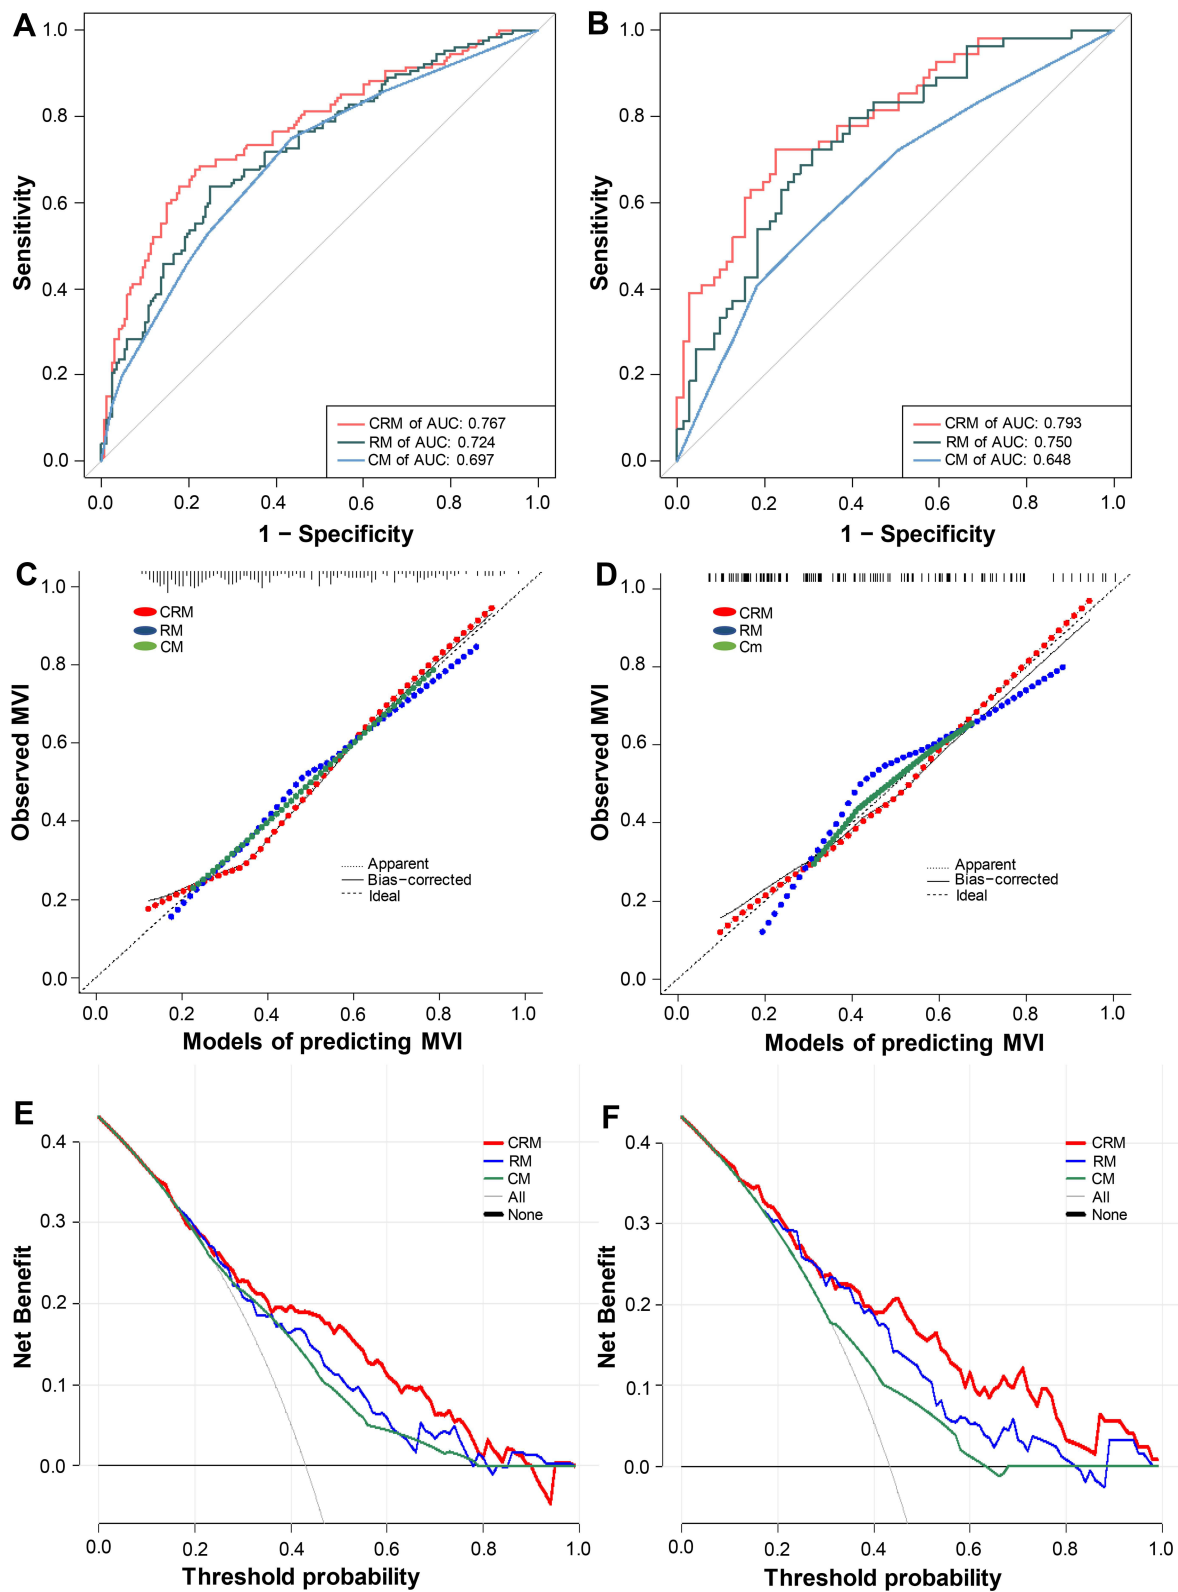 A
1.0
0.8
0.6
0.4
0.2
0.0
Sensitivity
CRM of AUC: 0.767
RM of AUC: 0.724
CM of AUC: 0.697
0.0 0.2 0.4 0.6 0.8 1.0
1 − Specificity
B
1.0
0.8
0.6
0.4
0.2
0.0
Sensitivity
CRM of AUC: 0.793
RM of AUC: 0.750
CM of AUC: 0.648
0.0 0.2 0.4 0.6 0.8 1.0
1 − Specificity
C
1.0
0.8
0.6
0.4
0.2
0.0
Observed MVI
CRM
RM
CM
Apparent
Bias−corrected
Ideal
0.0 0.2 0.4 0.6 0.8 1.0
Models of predicting MVI
D
1.0
0.8
0.6
0.4
0.2
0.0
Observed MVI
CRM
RM
Cm
Apparent
Bias−corrected
Ideal
0.0 0.2 0.4 0.6 0.8 1.0
Models of predicting MVI
E
0.4
0.3
0.2
0.1
0.0
Net Benefit
CRM
RM
CM
All
None
0.0 0.2 0.4 0.6 0.8 1.0
Threshold probability
F
0.4
0.3
0.2
0.1
0.0
Net Benefit
CRM
RM
CM
All
None
0.0 0.2 0.4 0.6 0.8 1.0
Threshold probability